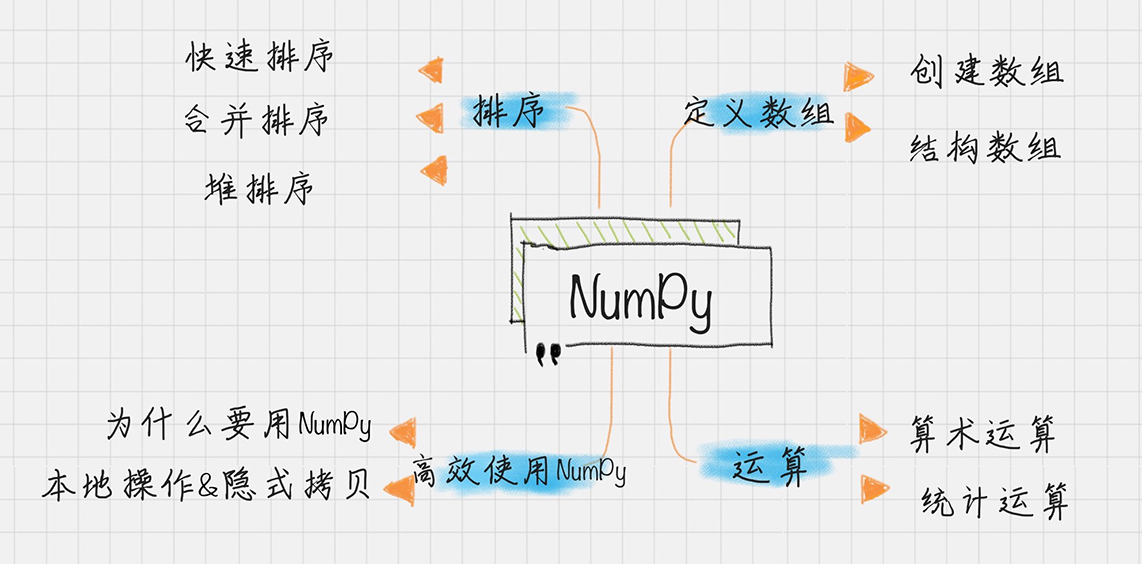 快速排序
合并排序
堆排序
排序
定义数组
创建数组
结构数组
NumPy
为什么要用NumPy
本地操作&隐式拷贝
高效使用NumPy
运算
算术运算
统计运算